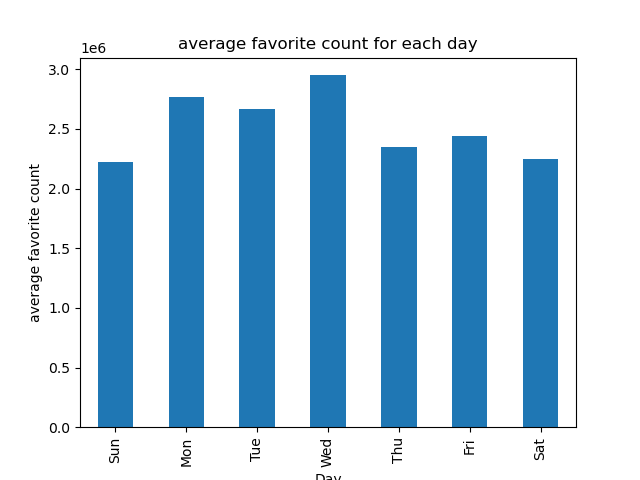 average favorite count for each day
1e6
3.0
2.5
2.0
1.5
1.0
0.5
0.0
average favorite count
Sun
Mon
Tue
Wed
Thu
Fri
Sat
Day